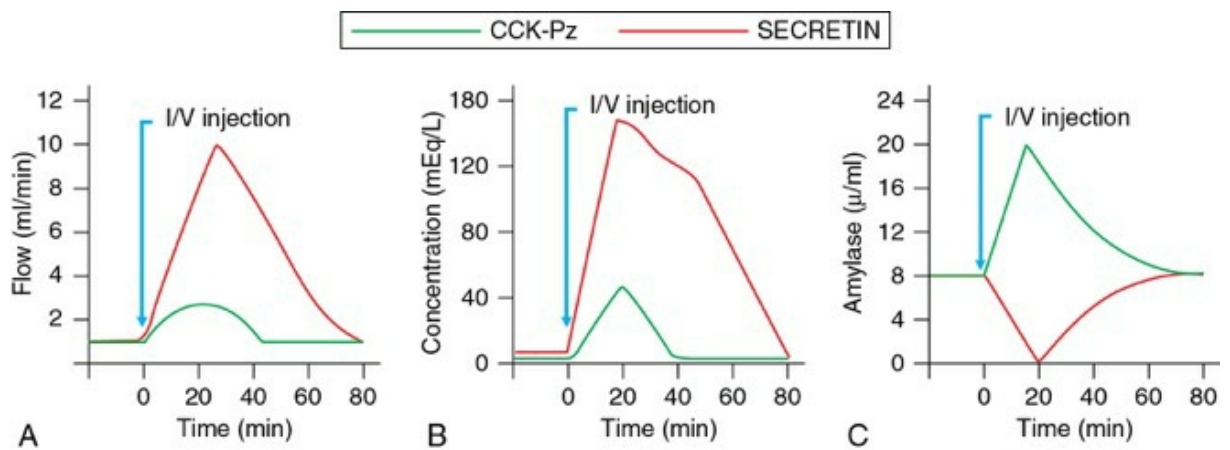 CCK-Pz SECRETIN
Flow (ml/min)
12
10
8
6
4
2
I/V injection
0 20 40 60 80
Time (min)
A
Concentration (mEq/L)
180
120
80
40
0
I/V injection
0 20 40 60 80
Time (min)
B
Amylase (μ/ml)
24
20
16
12
8
4
0
I/V injection
0 20 40 60 80
Time (min)
C